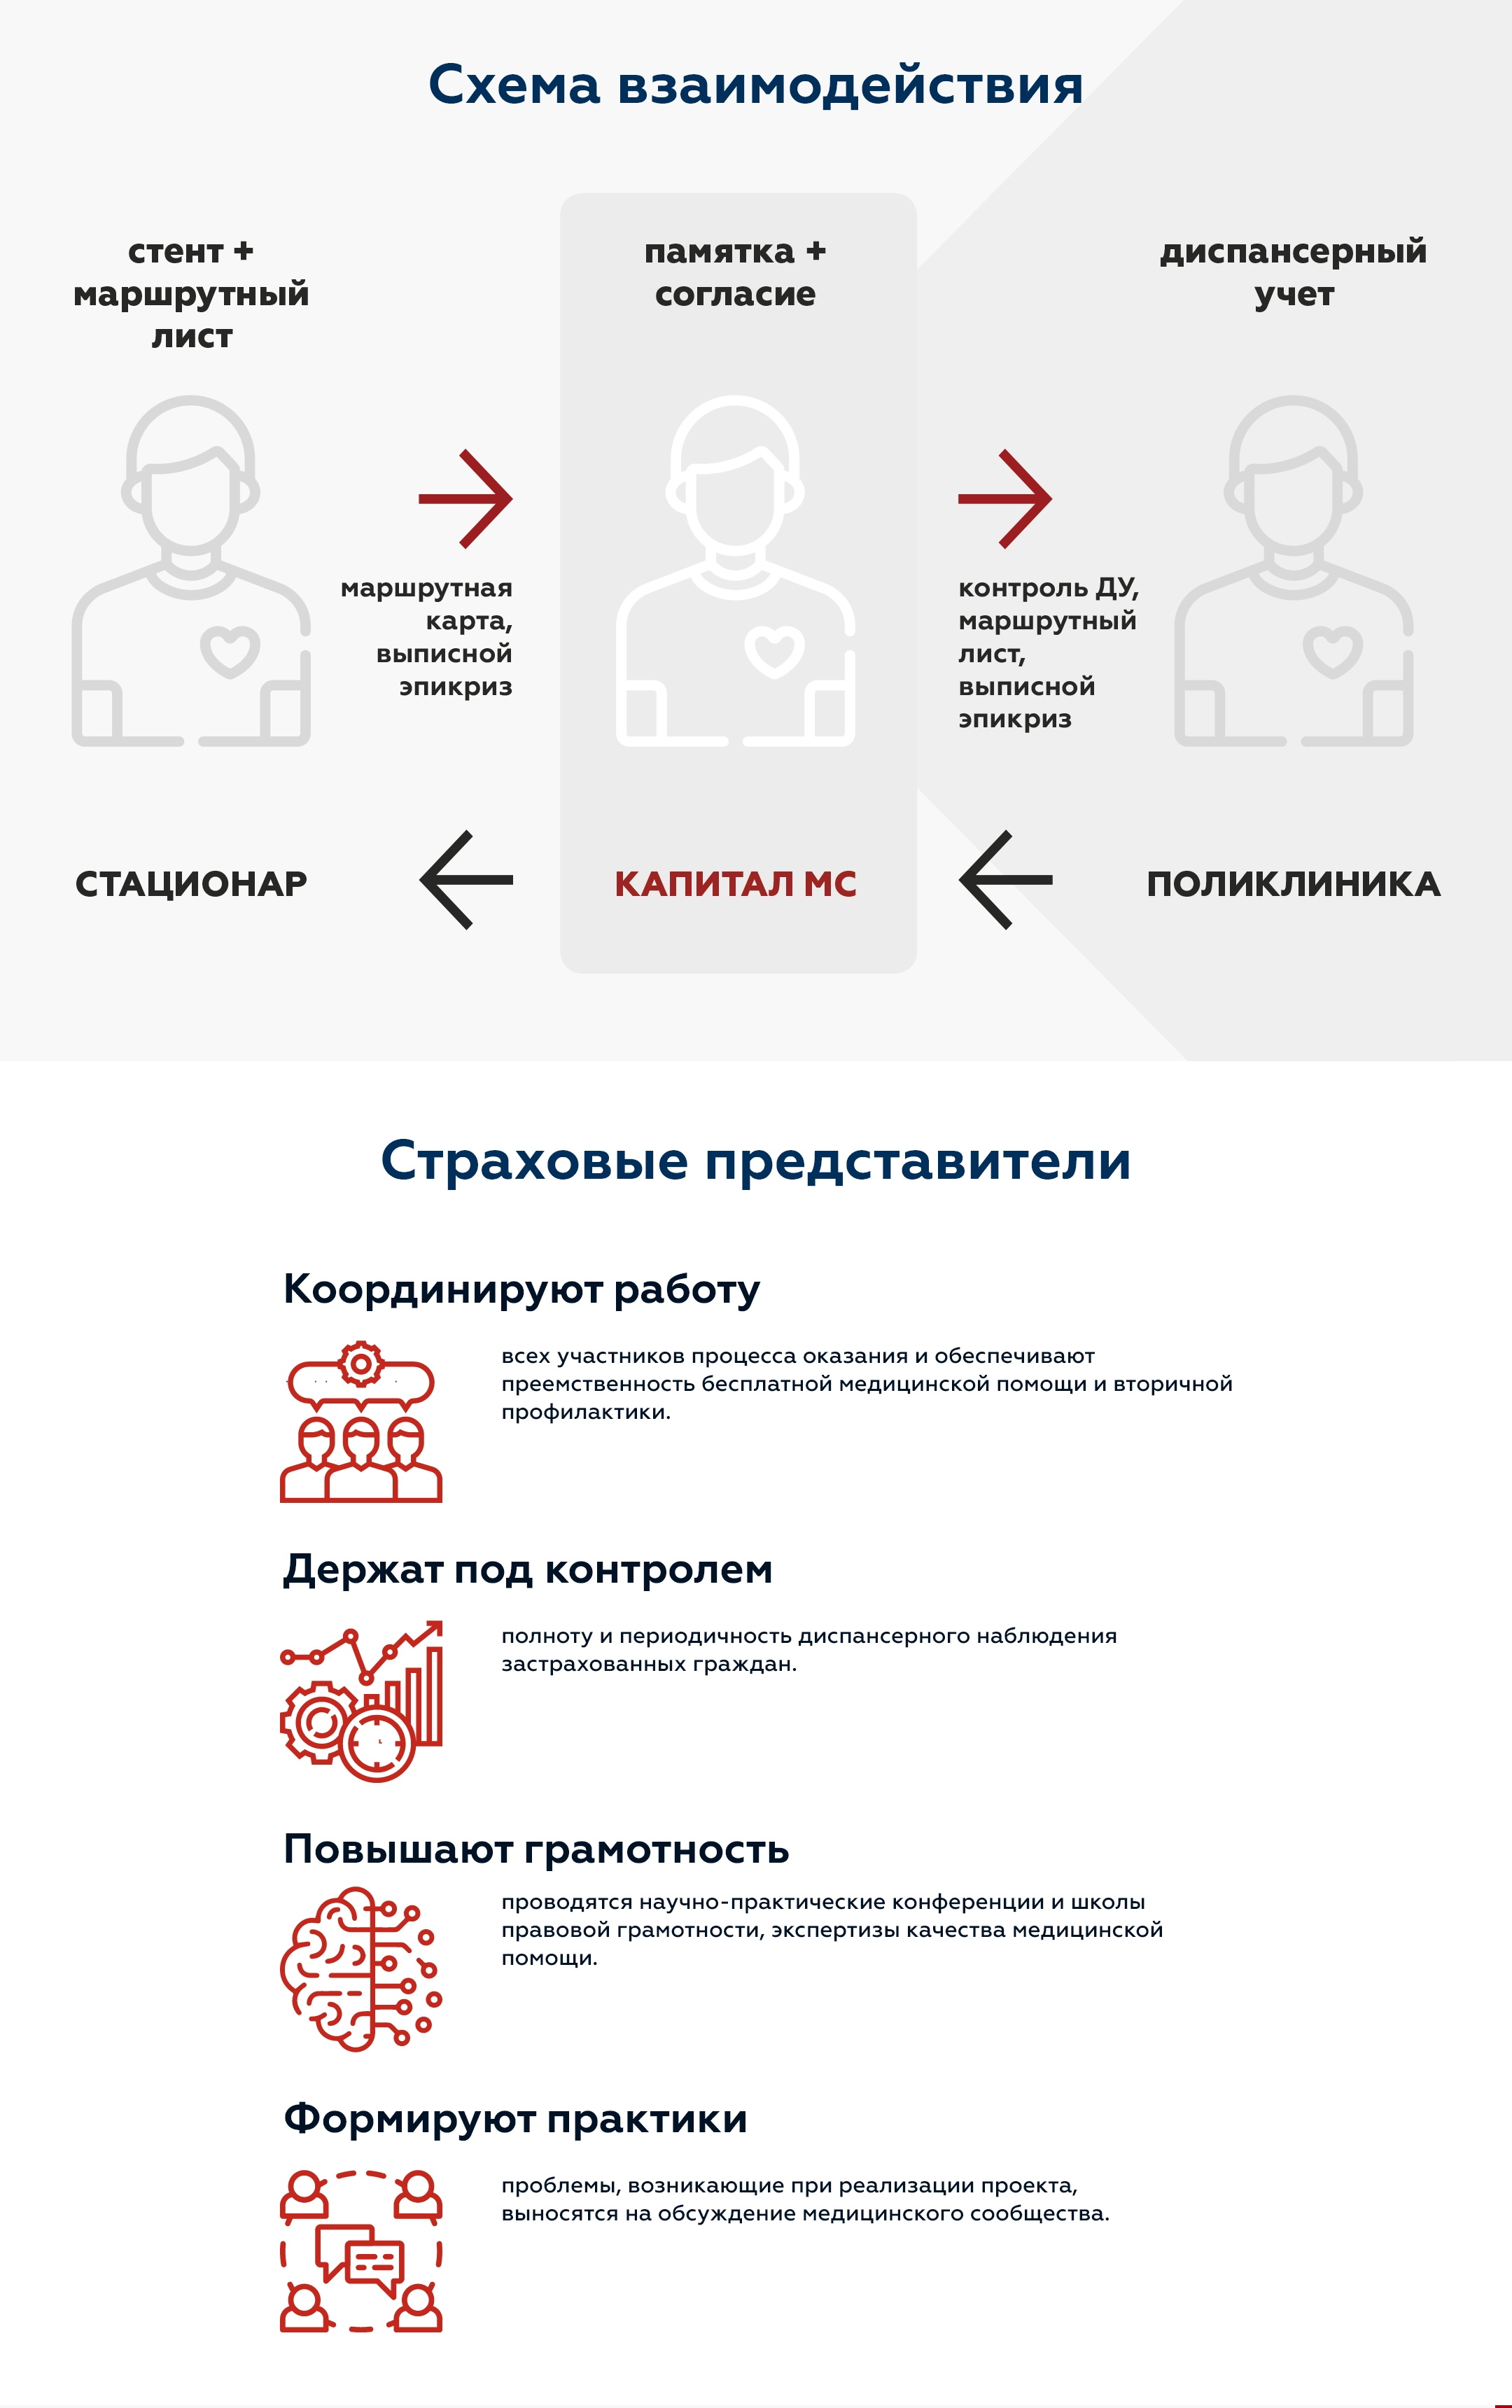 Схема взаимодействия
стент +
маршрутный
лист
памятка +
согласие
диспансерный
учет
маршрутная
карта,
выписной
эпикриз
контроль ДУ,
маршрутный
лист,
выписной
эпикриз
СТАЦИОНАР
КАПИТАЛ МС
ПОЛИКЛИНИКА
Страховые представители
Координируют работу
всех участников процесса оказания и обеспечивают
преемственность бесплатной медицинской помощи и вторичной
профилактики.
Держат под контролем
полноту и периодичность диспансерного наблюдения
застрахованных граждан.
Повышают грамотность
проводятся научно-практические конференции и школы
правовой грамотности, экспертизы качества медицинской
помощи.
Формируют практики
проблемы, возникающие при реализации проекта,
выносятся на обсуждение медицинского сообщества.